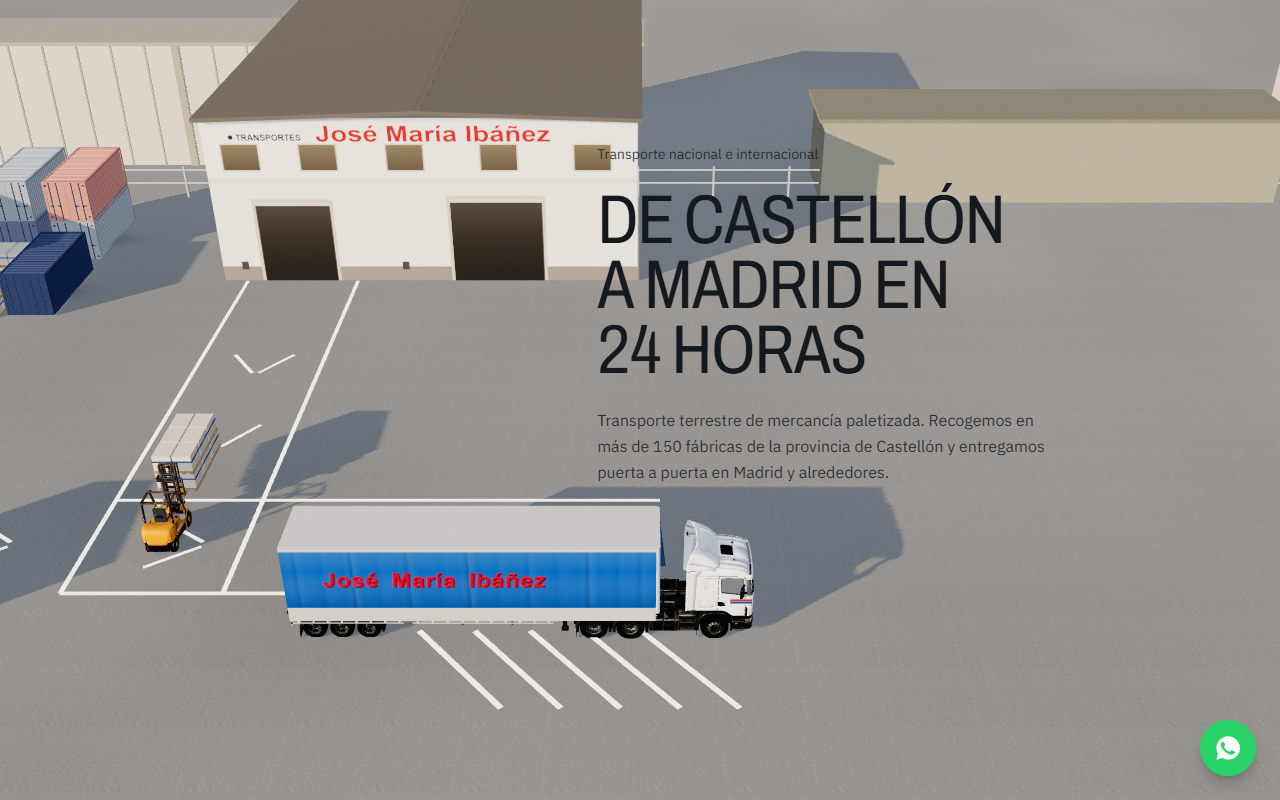 ● TRANSPORTES José María Ibáñez
Transporte nacional e internacional
DE CASTELLÓN
A MADRID EN
24 HORAS
Transporte terrestre de mercancía paletizada. Recogemos en
más de 150 fábricas de la provincia de Castellón y entregamos
puerta a puerta en Madrid y alrededores.
José María Ibáñez